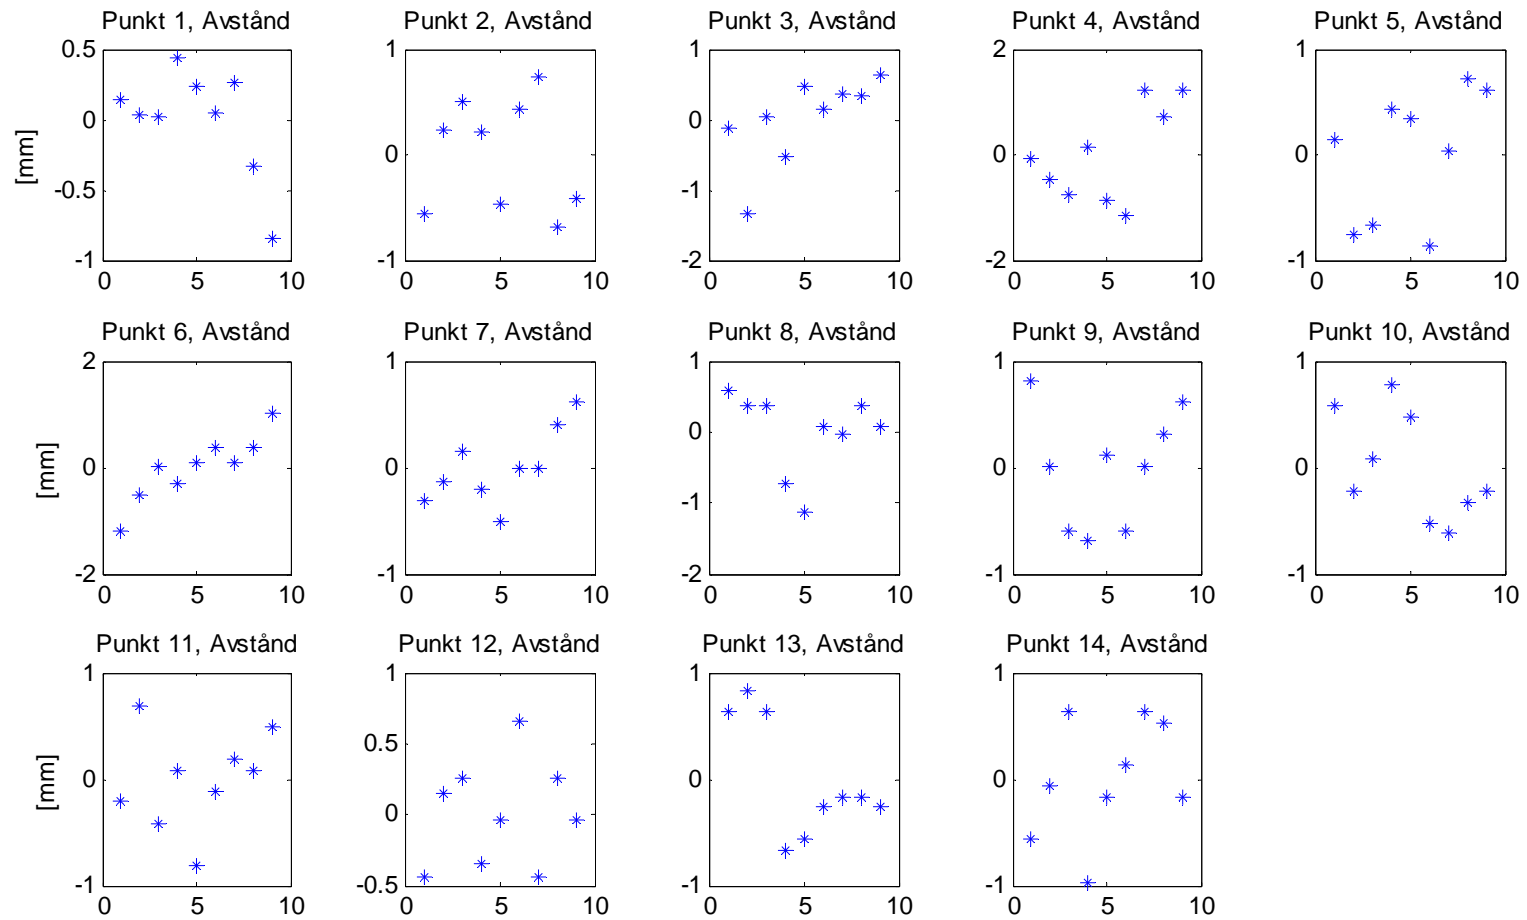 Punkt 1, Avstånd
Punkt 2, Avstånd
Punkt 3, Avstånd
Punkt 4, Avstånd
Punkt 5, Avstånd
0.5
0
-0.5
-1
[mm]
0 5 10
1
0
-1
0 5 10
1
0
-1
-2
0 5 10
2
0
-2
0 5 10
1
0
-1
0 5 10
Punkt 6, Avstånd
Punkt 7, Avstånd
Punkt 8, Avstånd
Punkt 9, Avstånd
Punkt 10, Avstånd
2
0
-2
[mm]
0 5 10
1
0
-1
0 5 10
1
0
-1
-2
0 5 10
1
0
-1
0 5 10
1
0
-1
0 5 10
Punkt 11, Avstånd
Punkt 12, Avstånd
Punkt 13, Avstånd
Punkt 14, Avstånd
1
0
-1
[mm]
0 5 10
1
0.5
0
-0.5
0 5 10
1
0
-1
0 5 10
1
0
-1
0 5 10